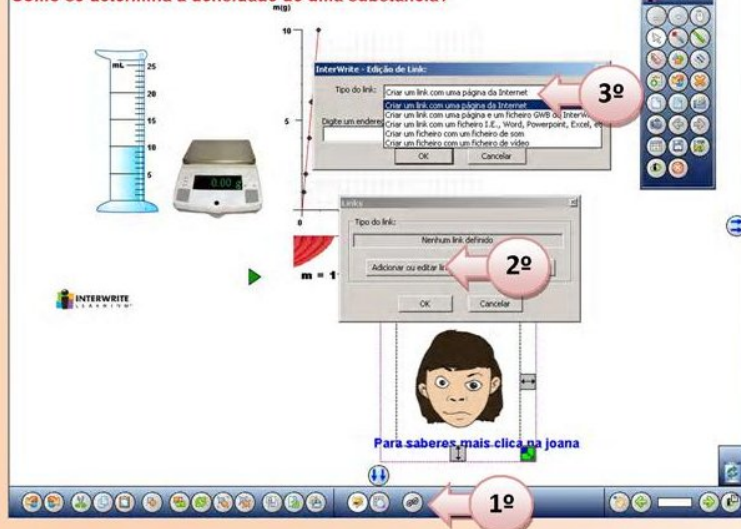 Como se determina a densidade de uma substância?
m(g)
10
InterWrite - Edição de Link:
Tipo do link:
Criar um link com uma página da Internet
3º
Criar um link com uma página da Internet
Criar um link com uma página e um ficheiro GWB do InterW
Criar um link com um ficheiro I.E., Word, Powerpoint, Excel, et
Criar um ficheiro com um ficheiro de som
Criar um ficheiro com um ficheiro de vídeo
Digite um endere
OK
Cancelar
mL
25
20
15
10
5
5
0.00 g
0
Links
Tipo do link:
Nenhum link definido
Adicionar ou editar li
2º
OK
Cancelar
m = 1
INTERWRITE
LEARNING
Para saberes mais clica na joana
1º